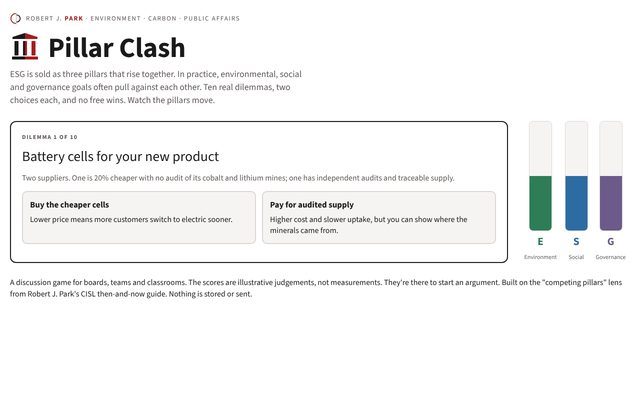 ROBERT J. PARK · ENVIRONMENT · CARBON · PUBLIC AFFAIRS
Pillar Clash
ESG is sold as three pillars that rise together. In practice, environmental, social
and governance goals often pull against each other. Ten real dilemmas, two
choices each, and no free wins. Watch the pillars move.
DILEMMA 1 OF 10
Battery cells for your new product
Two suppliers. One is 20% cheaper with no audit of its cobalt and lithium mines; one has independent audits and traceable supply.
Buy the cheaper cells
Lower price means more customers switch to electric sooner.
Pay for audited supply
Higher cost and slower uptake, but you can show where the
minerals came from.
E
Environment
S
Social
G
Governance
A discussion game for boards, teams and classrooms. The scores are illustrative judgements, not measurements. They're there to start an argument. Built on the "competing pillars" lens
from Robert J. Park's CISL then-and-now guide. Nothing is stored or sent.